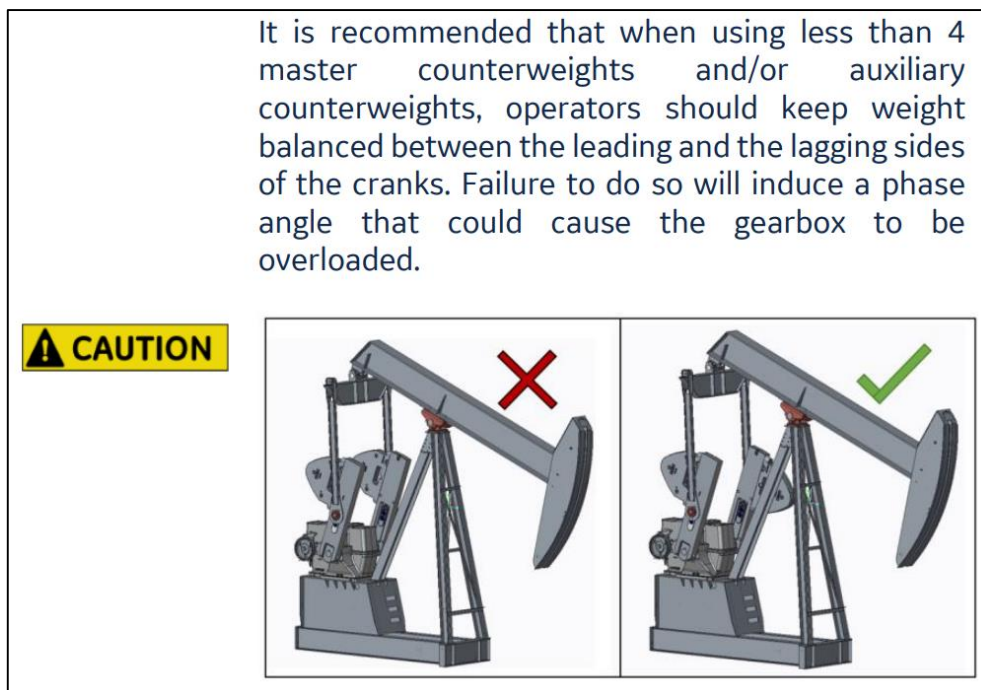 It is recommended that when using less than 4
master counterweights and/or auxiliary
counterweights, operators should keep weight
balanced between the leading and the lagging sides
of the cranks. Failure to do so will induce a phase
angle that could cause the gearbox to be
overloaded.
CAUTION